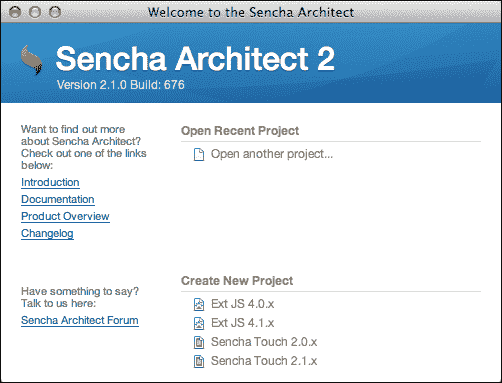 Welcome to the Sencha Architect
Sencha Architect 2
Version 2.1.0 Build: 676
Want to find out more
about Sencha Architect?
Check out one of the links
below:
Introduction
Documentation
Product Overview
Changelog
Open Recent Project
Open another project...
Have something to say?
Talk to us here:
Sencha Architect Forum
Create New Project
Ext JS 4.0.x
Ext JS 4.1.x
Sencha Touch 2.0.x
Sencha Touch 2.1.x